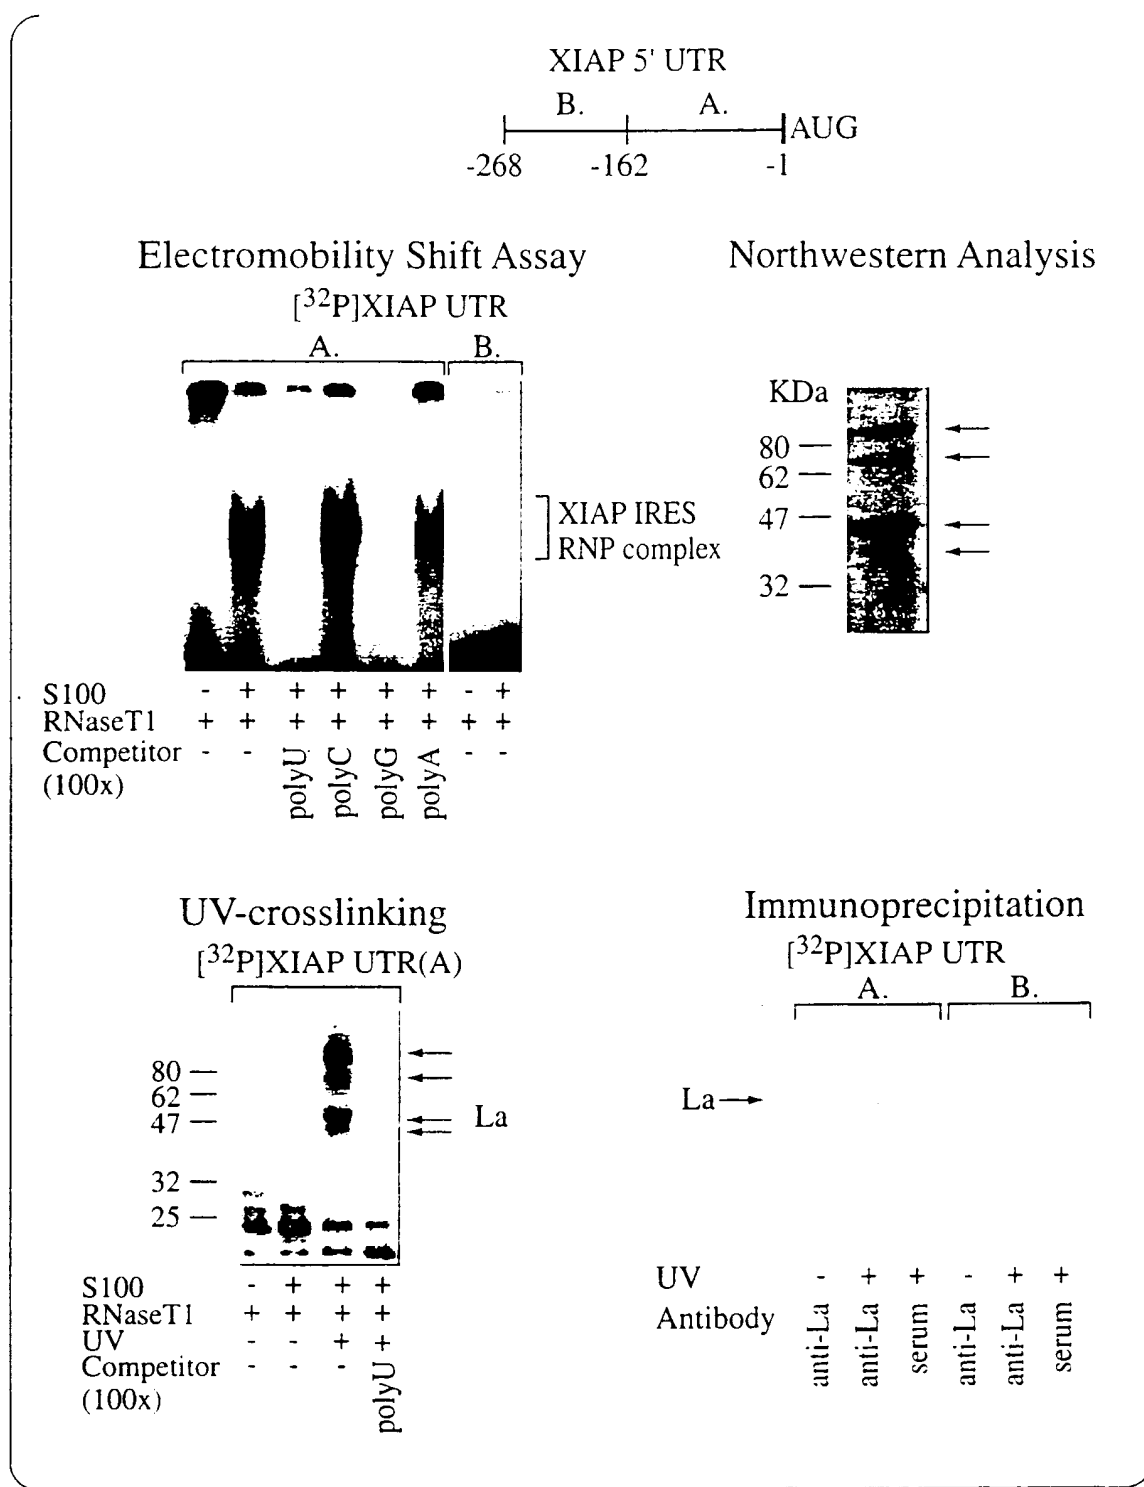 XIAP 5' UTR
B. A.
AUG
-268 -162 -1
Electromobility Shift Assay
[32P]XIAP UTR
A. B.
XIAP IRES
RNP complex
S100 - + + + + + - +
RNaseT1 + + + + + + + +
Competitor - - polyU polyC polyG polyA - -
(100x)
Northwestern Analysis
KDa
80
62
47
32
UV-crosslinking
[32P]XIAP UTR(A)
80
62
47
La
32
25
S100 - + + +
RNaseT1 + + + +
UV - - + +
Competitor - - - polyU
(100x)
Immunoprecipitation
[32P]XIAP UTR
A. B.
La
UV - + + - + +
Antibody anti-La anti-La serum anti-La anti-La serum